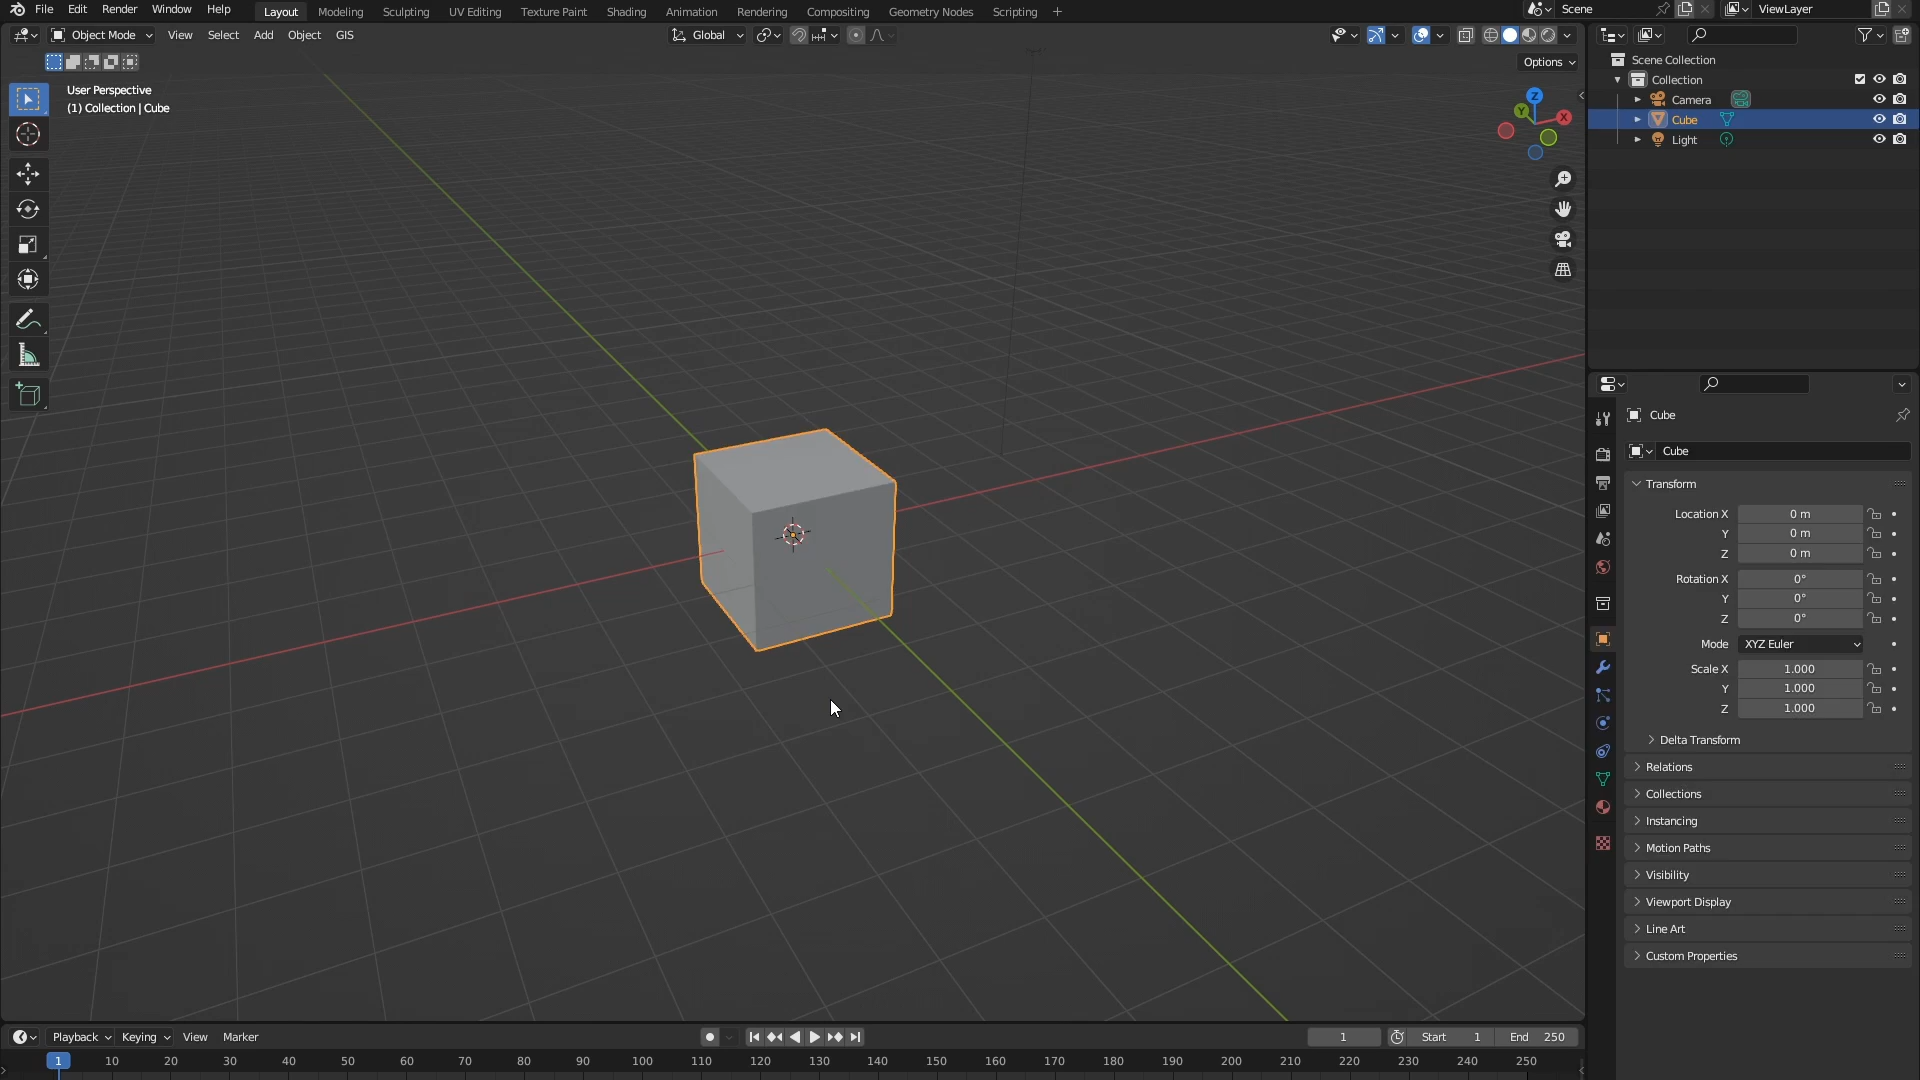 File Edit Render Window Help Layout Modeling Sculpting UV Editing Texture Paint Shading Animation Rendering Compositing Geometry Nodes Scripting + Scene ViewLayer
Object Mode View Select Add Object GIS Global
Options
User Perspective
(1) Collection | Cube
Z
Y
X
Scene Collection
Collection
Camera
Cube
Light
Cube
Cube
Transform
Location X 0 m
Y 0 m
Z 0 m
Rotation X 0°
Y 0°
Z 0°
Mode XYZ Euler
Scale X 1.000
Y 1.000
Z 1.000
Delta Transform
Relations
Collections
Instancing
Motion Paths
Visibility
Viewport Display
Line Art
Custom Properties
Playback Keying View Marker 1 Start 1 End 250
1 10 20 30 40 50 60 70 80 90 100 110 120 130 140 150 160 170 180 190 200 210 220 230 240 250